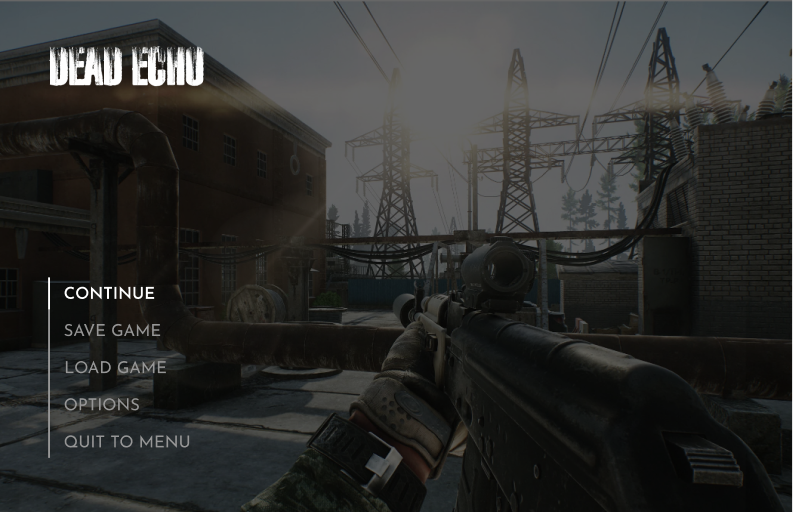 DEAD ECHO
CONTINUE
SAVE GAME
LOAD GAME
OPTIONS
QUIT TO MENU